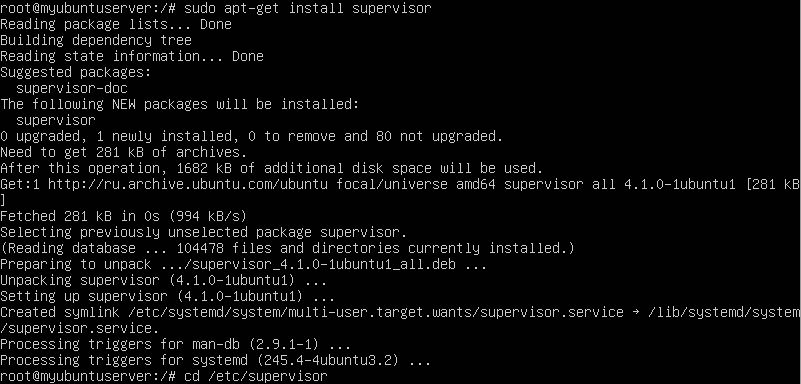 root@myubuntuserver:/# sudo apt-get install supervisor
Reading package lists... Done
Building dependency tree
Reading state information... Done
Suggested packages:
  supervisor-doc
The following NEW packages will be installed:
  supervisor
0 upgraded, 1 newly installed, 0 to remove and 80 not upgraded.
Need to get 281 kB of archives.
After this operation, 1682 kB of additional disk space will be used.
Get:1 http://ru.archive.ubuntu.com/ubuntu focal/universe amd64 supervisor all 4.1.0-1ubuntu1 [281 kB
]
Fetched 281 kB in 0s (994 kB/s)
Selecting previously unselected package supervisor.
(Reading database ... 104478 files and directories currently installed.)
Preparing to unpack .../supervisor_4.1.0-1ubuntu1_all.deb ...
Unpacking supervisor (4.1.0-1ubuntu1) ...
Setting up supervisor (4.1.0-1ubuntu1) ...
Created symlink /etc/systemd/system/multi-user.target.wants/supervisor.service → /lib/systemd/system
/supervisor.service.
Processing triggers for man-db (2.9.1-1) ...
Processing triggers for systemd (245.4-4ubuntu3.2) ...
root@myubuntuserver:/# cd /etc/supervisor